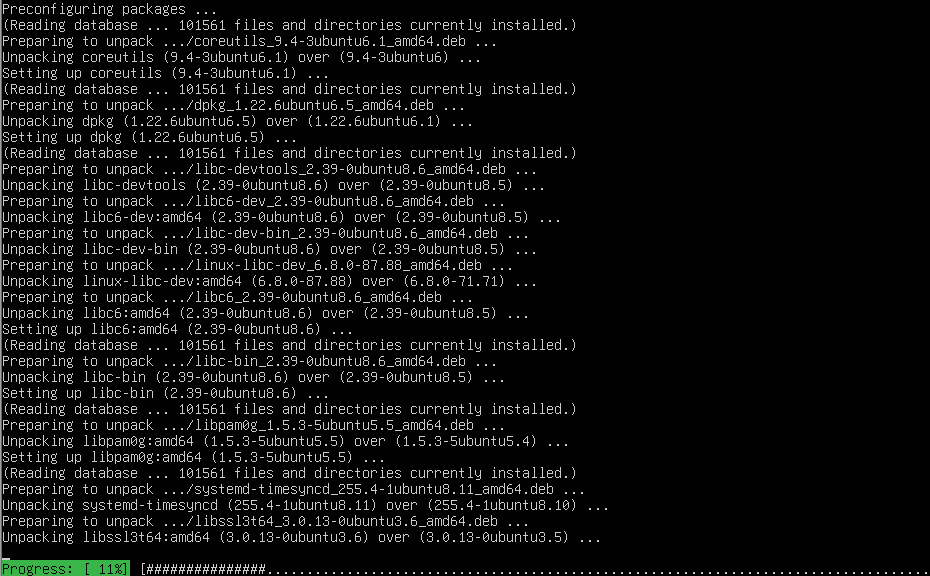 Preconfiguring packages ...
(Reading database ... 101561 files and directories currently installed.)
Preparing to unpack .../coreutils_9.4-3ubuntu6.1_amd64.deb ...
Unpacking coreutils (9.4-3ubuntu6.1) over (9.4-3ubuntu6) ...
Setting up coreutils (9.4-3ubuntu6.1) ...
(Reading database ... 101561 files and directories currently installed.)
Preparing to unpack .../dpkg_1.22.6ubuntu6.5_amd64.deb ...
Unpacking dpkg (1.22.6ubuntu6.5) over (1.22.6ubuntu6.1) ...
Setting up dpkg (1.22.6ubuntu6.5) ...
(Reading database ... 101561 files and directories currently installed.)
Preparing to unpack .../libc-devtools_2.39-0ubuntu8.6_amd64.deb ...
Unpacking libc-devtools (2.39-0ubuntu8.6) over (2.39-0ubuntu8.5) ...
Preparing to unpack .../libc6-dev_2.39-0ubuntu8.6_amd64.deb ...
Unpacking libc6-dev:amd64 (2.39-0ubuntu8.6) over (2.39-0ubuntu8.5) ...
Preparing to unpack .../libc-dev-bin_2.39-0ubuntu8.6_amd64.deb ...
Unpacking libc-dev-bin (2.39-0ubuntu8.6) over (2.39-0ubuntu8.5) ...
Preparing to unpack .../linux-libc-dev_6.8.0-87.88_amd64.deb ...
Unpacking linux-libc-dev:amd64 (6.8.0-87.88) over (6.8.0-71.71) ...
Preparing to unpack .../libc6_2.39-0ubuntu8.6_amd64.deb ...
Unpacking libc6:amd64 (2.39-0ubuntu8.6) over (2.39-0ubuntu8.5) ...
Setting up libc6:amd64 (2.39-0ubuntu8.6) ...
(Reading database ... 101561 files and directories currently installed.)
Preparing to unpack .../libc-bin_2.39-0ubuntu8.6_amd64.deb ...
Unpacking libc-bin (2.39-0ubuntu8.6) over (2.39-0ubuntu8.5) ...
Setting up libc-bin (2.39-0ubuntu8.6) ...
(Reading database ... 101561 files and directories currently installed.)
Preparing to unpack .../libpam0g_1.5.3-5ubuntu5.5_amd64.deb ...
Unpacking libpam0g:amd64 (1.5.3-5ubuntu5.5) over (1.5.3-5ubuntu5.4) ...
Setting up libpam0g:amd64 (1.5.3-5ubuntu5.5) ...
(Reading database ... 101561 files and directories currently installed.)
Preparing to unpack .../systemd-timesyncd_255.4-1ubuntu8.11_amd64.deb ...
Unpacking systemd-timesyncd (255.4-1ubuntu8.11) over (255.4-1ubuntu8.10) ...
Preparing to unpack .../libssl3t64_3.0.13-0ubuntu3.6_amd64.deb ...
Unpacking libssl3t64:amd64 (3.0.13-0ubuntu3.6) over (3.0.13-0ubuntu3.5) ...
Progress: [ 11%] [###############..................................................................................